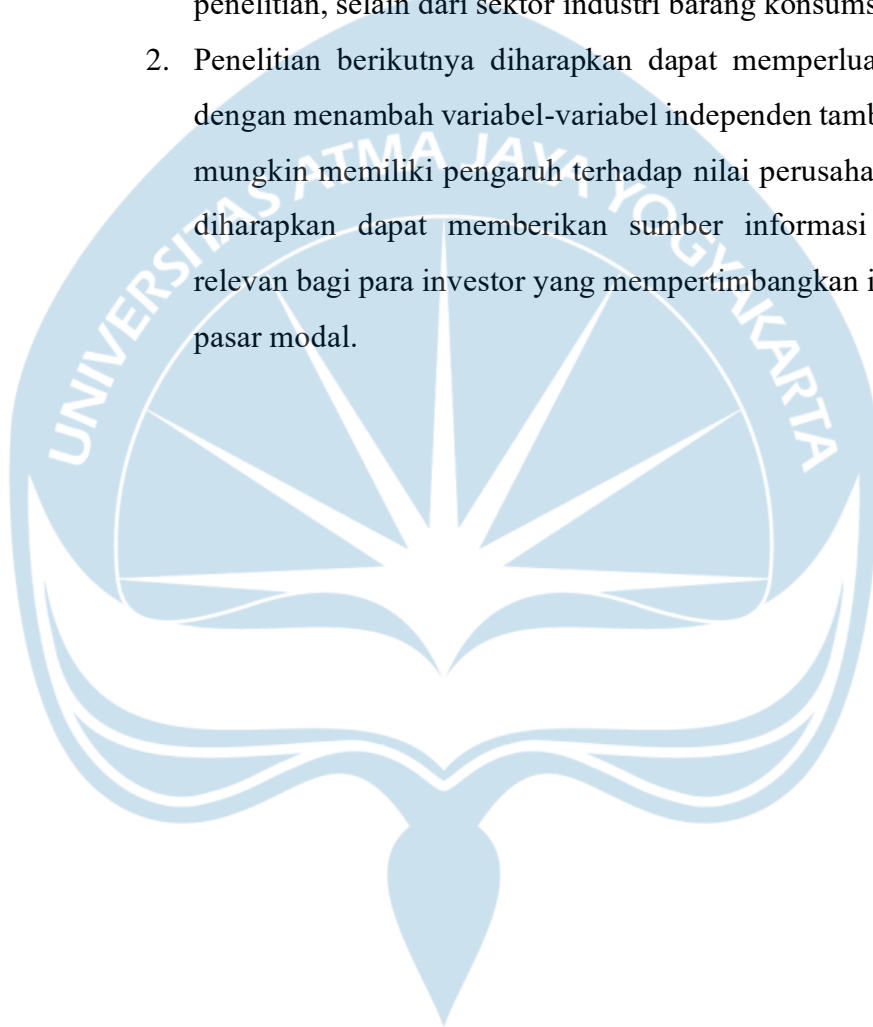 penelitian, selain dari sektor industri barang
2. Penelitian berikutnya diharapkan dapat
dengan menambah variabel-variabel independen
mungkin memiliki pengaruh terhadap nilai
diharapkan dapat memberikan sumber informasi
relevan bagi para investor yang mempertimbangkan
pasar modal.
UNIVERSITAS ATMA JAYA YOGYAKARTA